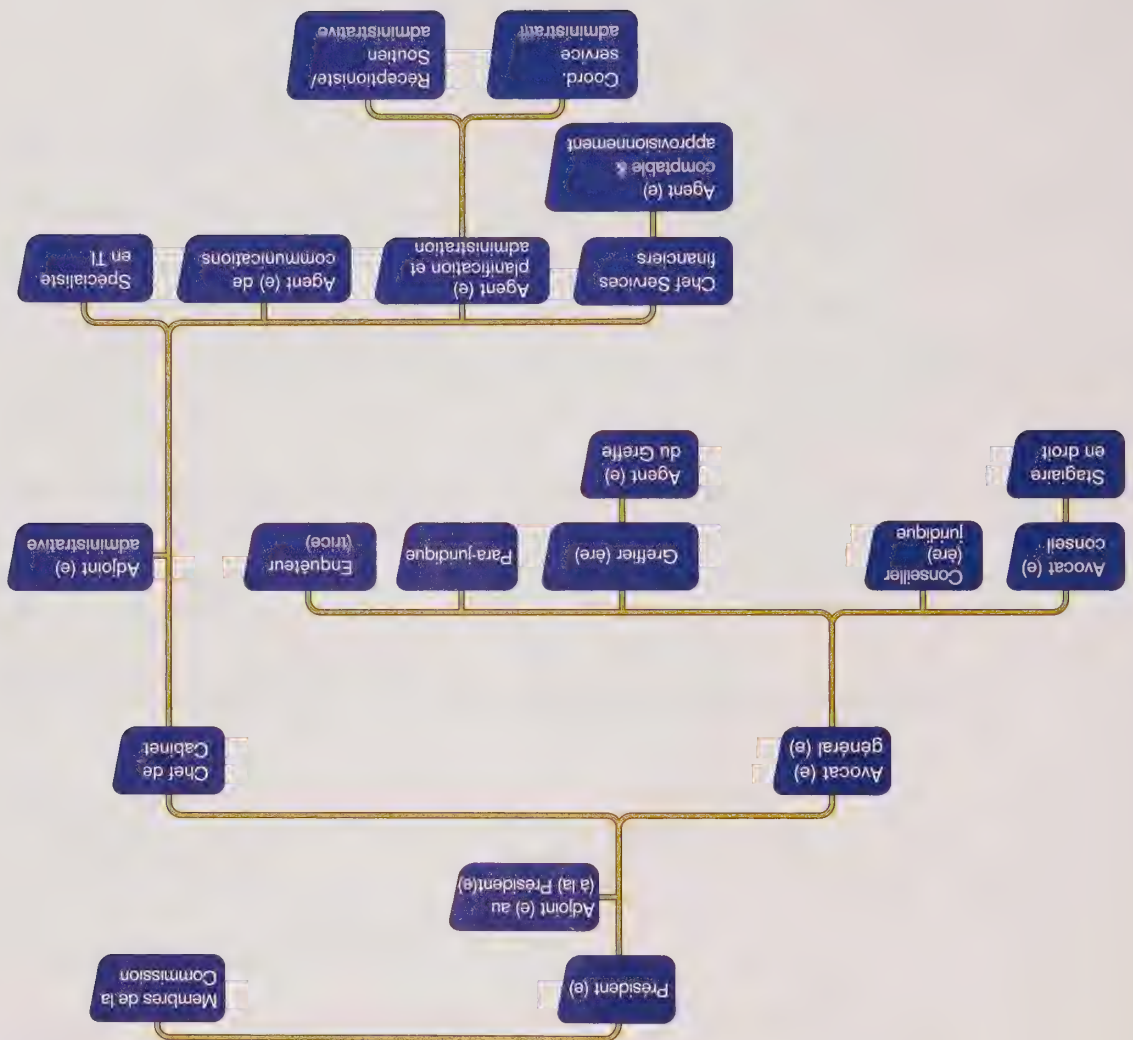 Président (e)
Membres de la
Commission
Adjoint (e) au
(à la) Président(e)
Avocat (e)
général (e)
Chef de
Cabinet
Avocat (e)
conseil
Conseiller
(ère)
juridique
Greffier (ère)
Para-juridique
Enquêteur
(trice)
Adjoint (e)
administrative
Stagiaire
en droit
Agent (e)
du Greffe
Chef Services
financiers
Agent (e)
planification et
administration
Agent (e) de
communications
Spécialiste
en TI
Agent (e)
comptable &
approvisionnement
Coord.
service
administratif
Réceptioniste/
Soutien
administrative